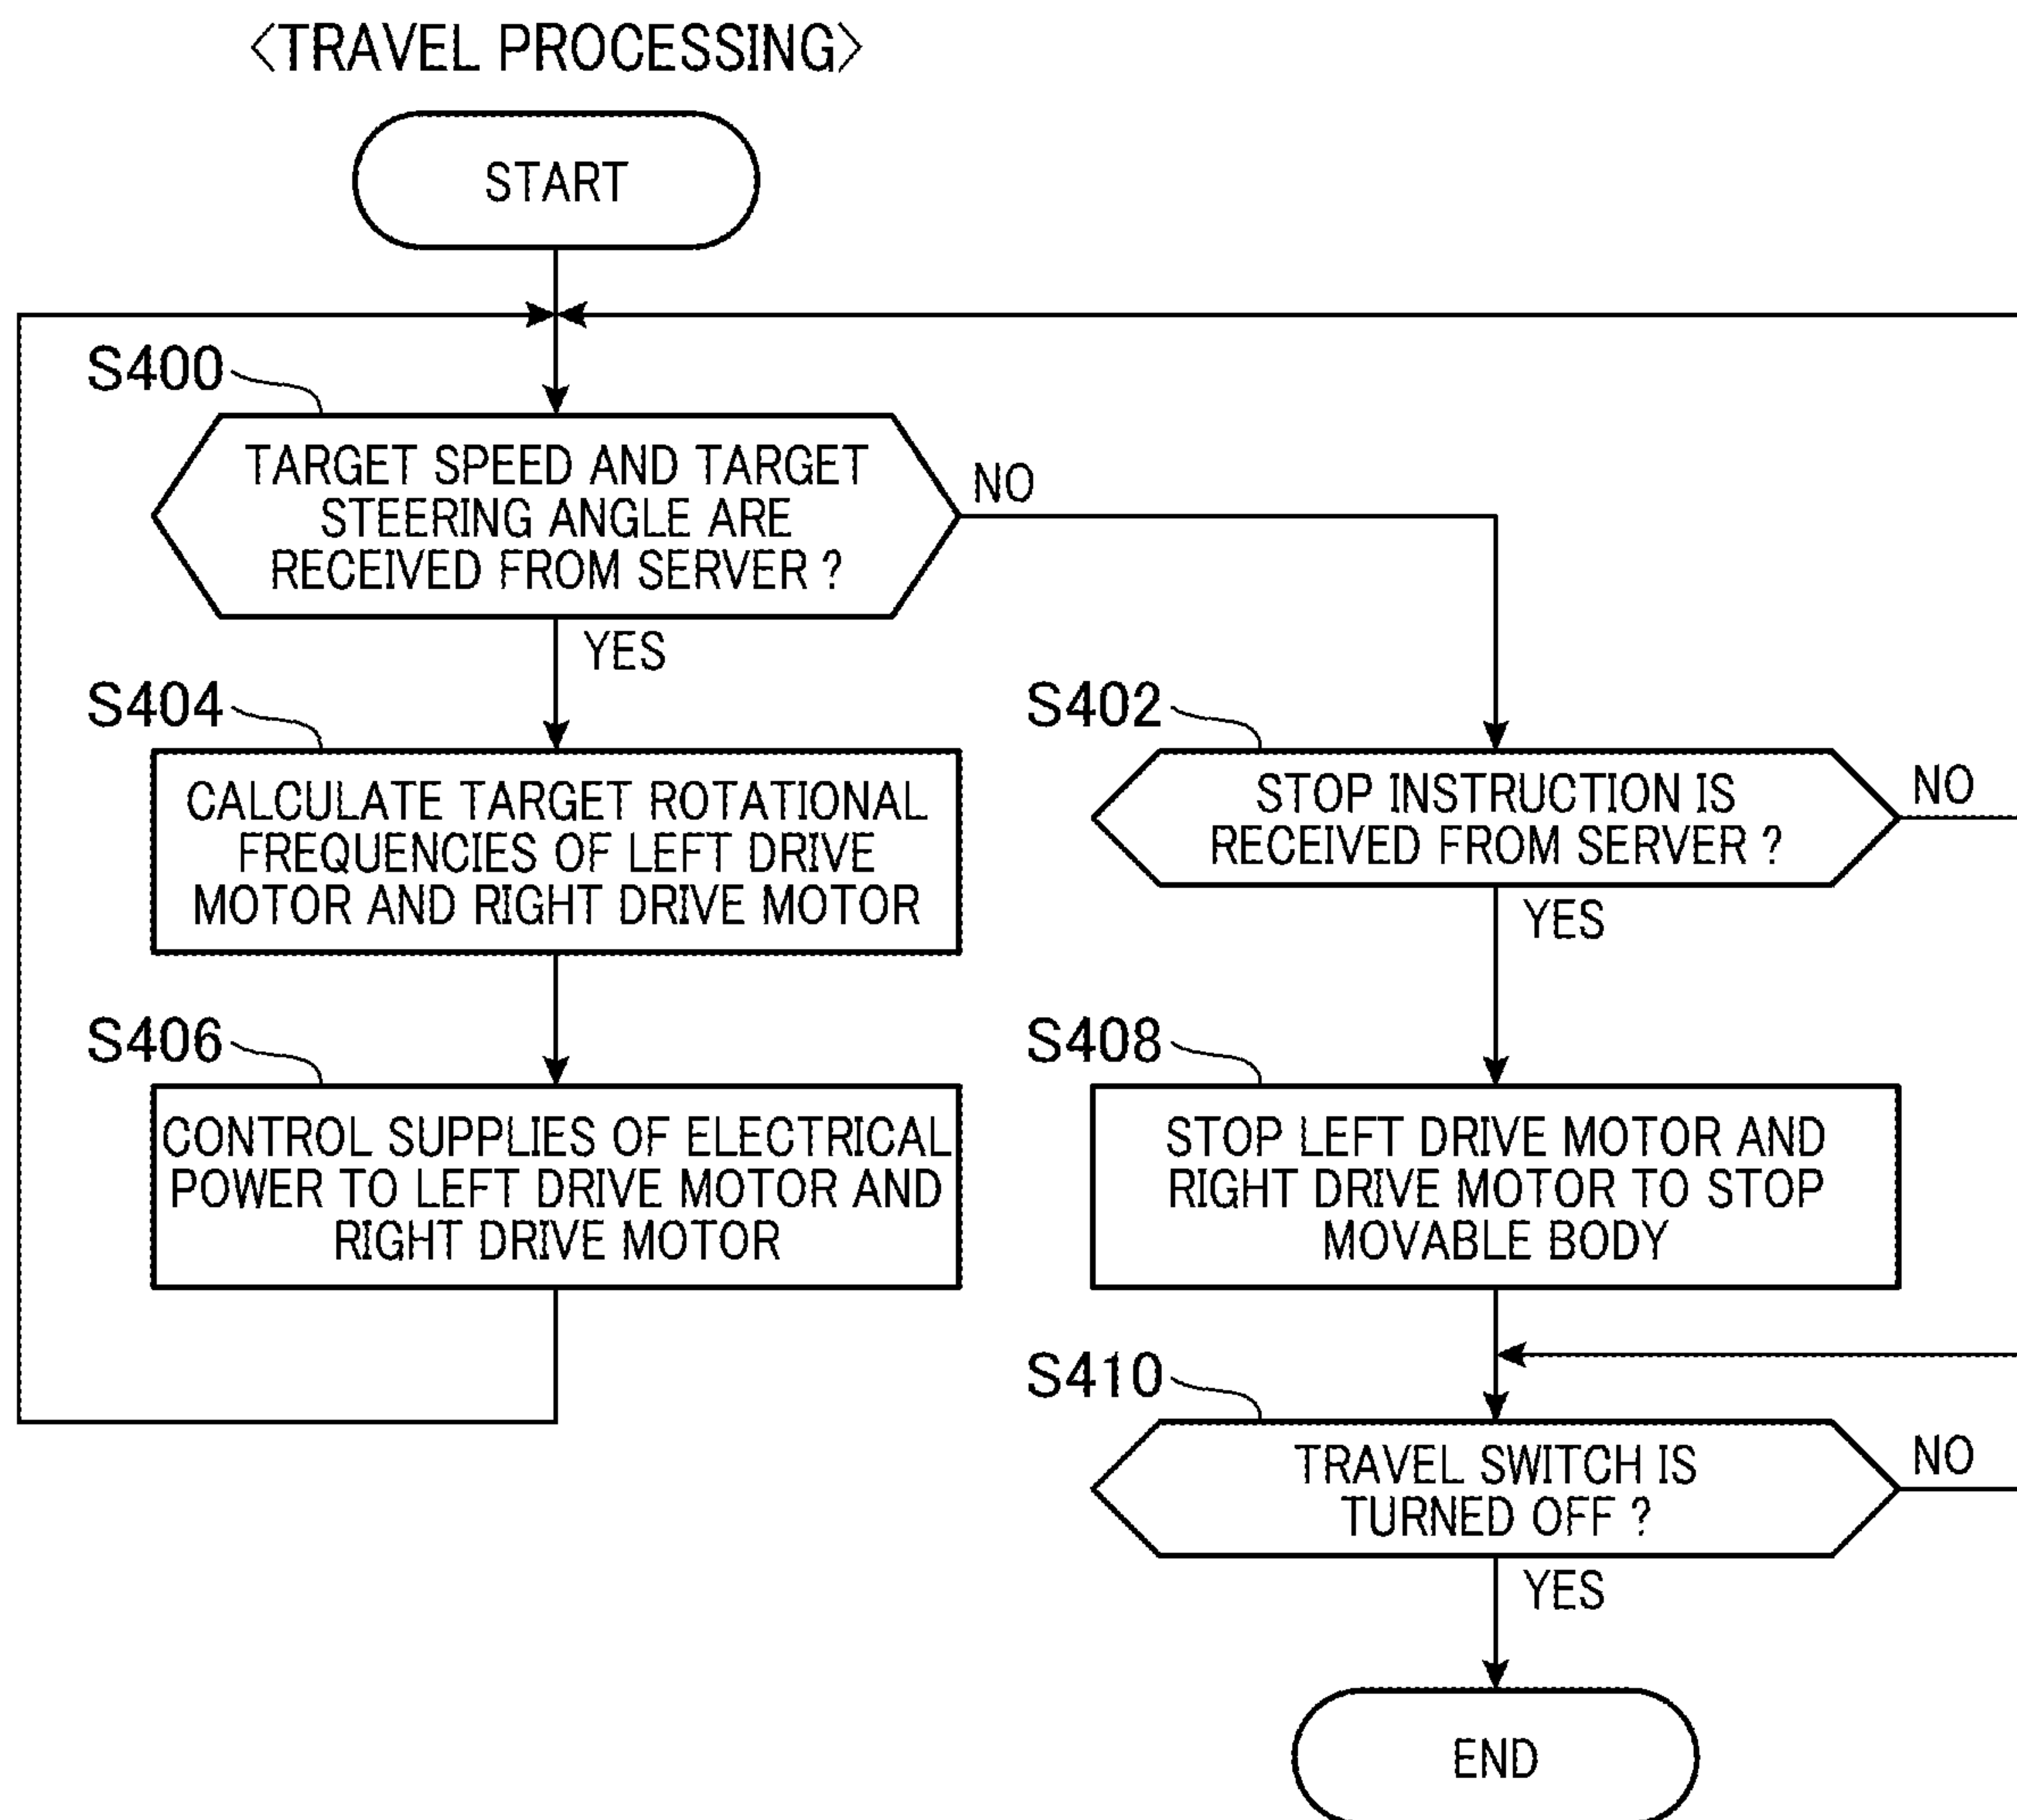 <TRAVEL PROCESSING>
START
S400
TARGET SPEED AND TARGET
STEERING ANGLE ARE
RECEIVED FROM SERVER ?
NO
YES
S404
CALCULATE TARGET ROTATIONAL
FREQUENCIES OF LEFT DRIVE
MOTOR AND RIGHT DRIVE MOTOR
S406
CONTROL SUPPLIES OF ELECTRICAL
POWER TO LEFT DRIVE MOTOR AND
RIGHT DRIVE MOTOR
S402
STOP INSTRUCTION IS
RECEIVED FROM SERVER ?
NO
YES
S408
STOP LEFT DRIVE MOTOR AND
RIGHT DRIVE MOTOR TO STOP
MOVABLE BODY
S410
TRAVEL SWITCH IS
TURNED OFF ?
NO
YES
END